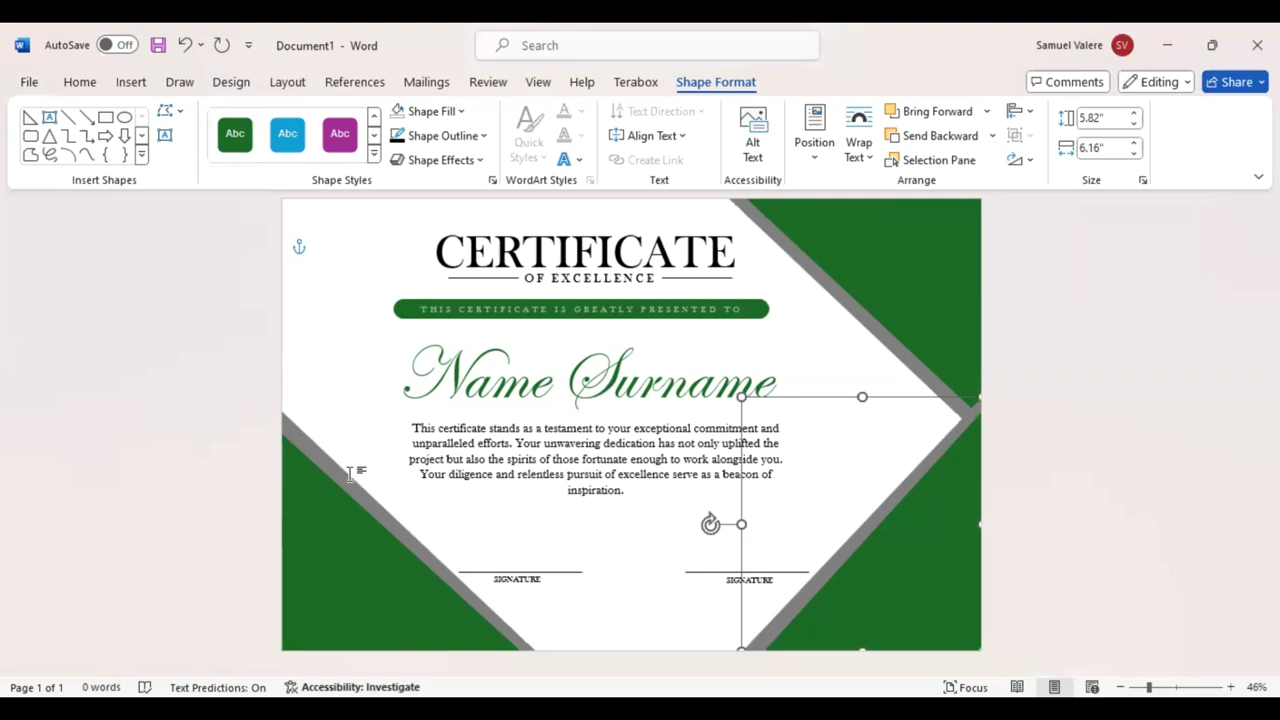 AutoSave Off Document1 - Word Search Samuel Valere SV
File Home Insert Draw Design Layout References Mailings Review View Help Terabox Shape Format Comments Editing Share
Abc Abc Abc
Shape Fill
Shape Outline
Shape Effects
Quick
Styles
Text Direction
Align Text
Create Link
Alt
Text
Position
Wrap
Text
Bring Forward
Send Backward
Selection Pane
5.82"
6.16"
Insert Shapes Shape Styles WordArt Styles Text Accessibility Arrange Size
CERTIFICATE
OF EXCELLENCE
THIS CERTIFICATE IS GREATLY PRESENTED TO
Name Surname
This certificate stands as a testament to your exceptional commitment and
unparalleled efforts. Your unwavering dedication has not only uplifted the
project but also the spirits of those fortunate enough to work alongside you.
Your diligence and relentless pursuit of excellence serve as a beacon of
inspiration.
SIGNATURE SIGNATURE
Page 1 of 1 0 words Text Predictions: On Accessibility: Investigate Focus 46%